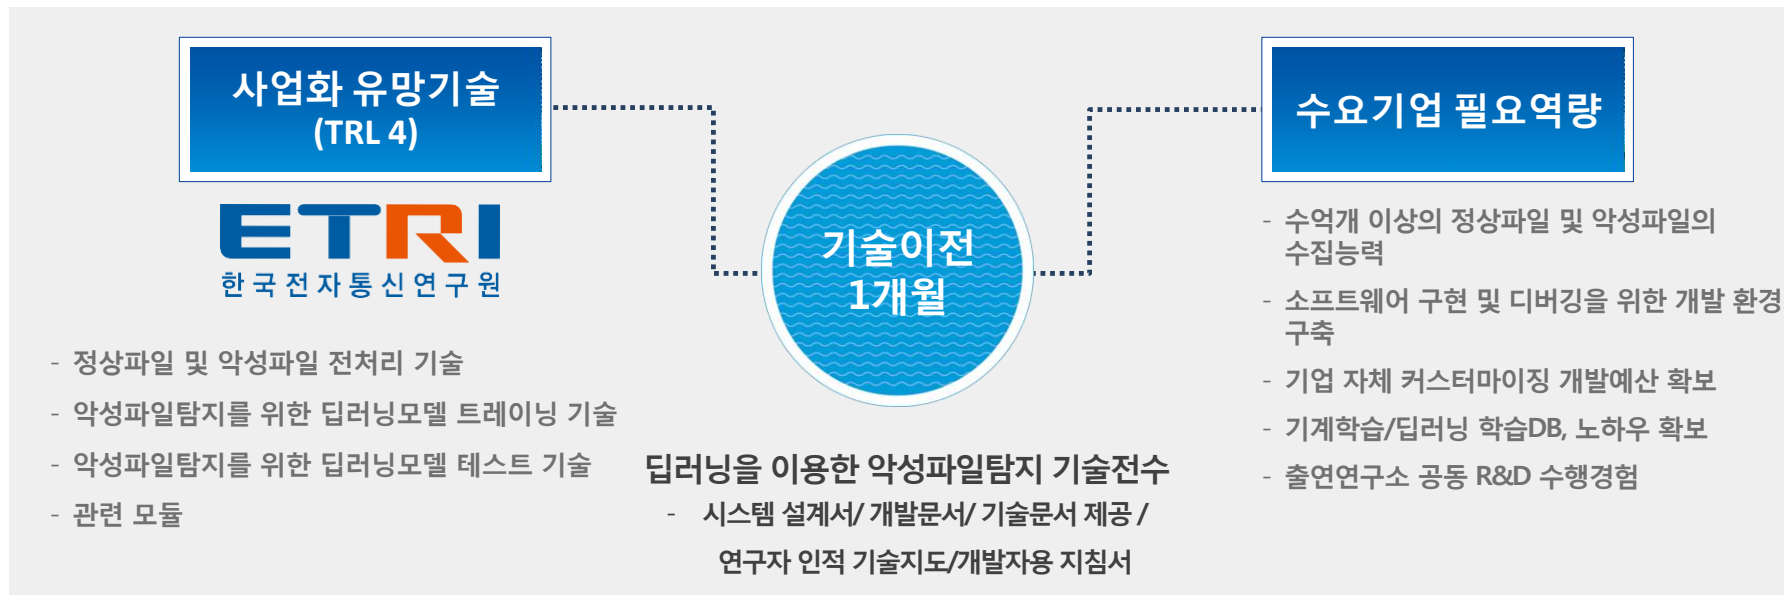 사업화 유망기술
(TRL 4)
ETRI
한국전자통신연구원
- 정상파일 및 악성파일 전처리 기술
- 악성파일탐지를 위한 딥러닝모델 트레이닝 기술
- 악성파일탐지를 위한 딥러닝모델 테스트 기술
- 관련 모듈
기술이전
1개월
딥러닝을 이용한 악성파일탐지 기술전수
- 시스템 설계서/ 개발문서/ 기술문서 제공 /
연구자 인적 기술지도/개발자용 지침서
수요기업 필요역량
- 수억개 이상의 정상파일 및 악성파일의
수집능력
- 소프트웨어 구현 및 디버깅을 위한 개발 환경
구축
- 기업 자체 커스터마이징 개발예산 확보
- 기계학습/딥러닝 학습DB, 노하우 확보
- 출연연구소 공동 R&D 수행경험